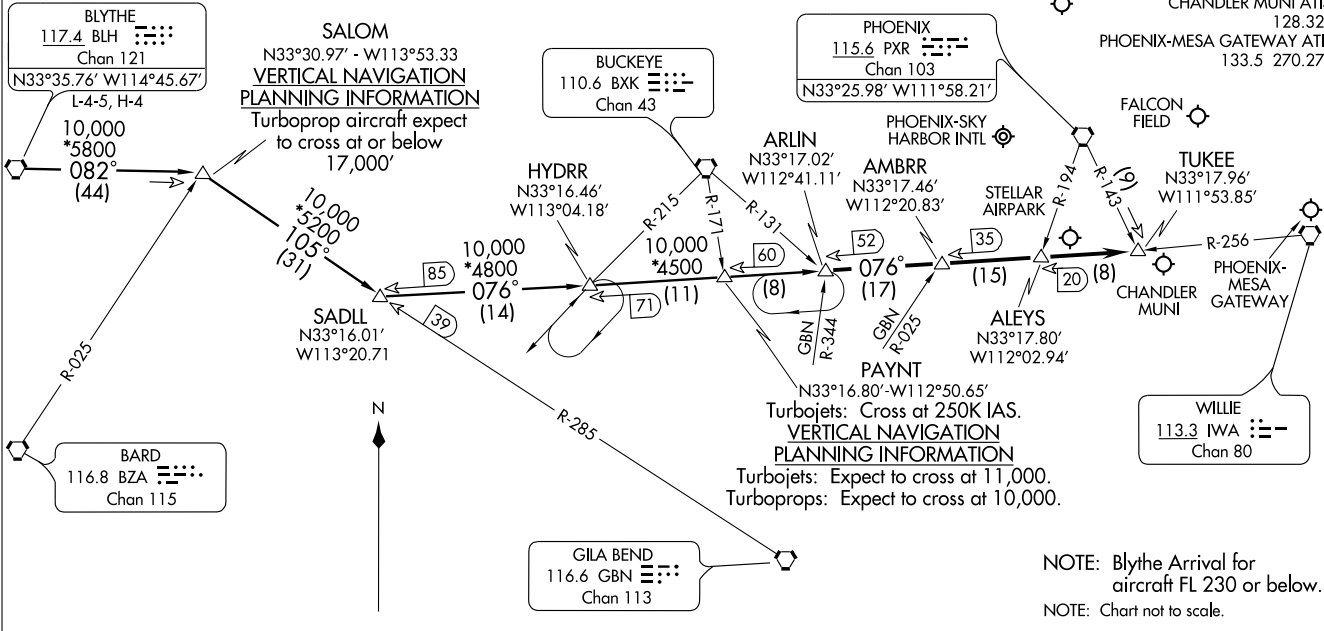 BLYTHE
117.4 BLH
Chan 121
N33°35.76' W114°45.67'
L-4-5, H-4
10,000
*5800
082°
(44)
SALOM
N33°30.97' - W113°53.33
VERTICAL NAVIGATION
PLANNING INFORMATION
Turboprop aircraft expect
to cross at or below
17,000'
BUCKEYE
110.6 BXK
Chan 43
PHOENIX
115.6 PXR
Chan 103
N33°25.98' W111°58.21'
128.32
PHOENIX-MESA GATEWAY
133.5 270.27
CHANDLER MUNI
FALCON
FIELD
PHOENIX-SKY
HARBOR INTL
10,000
*5200
105°
(31)
HYDRR
N33°16.46'
W113°04.18'
R-215
R-171
R-131
ARLIN
N33°17.02'
W112°41.11'
AMBRR
N33°17.46'
W112°20.83'
STELLAR
AIRPARK
R-194
R-143
(9)
TUKEE
N33°17.96'
W111°53.85'
R-256
PHOENIX-
MESA
GATEWAY
R-025
85
10,000
*4800
076°
(14)
71
10,000
*4500
(11)
60
(8)
52
076°
(17)
35
(15)
20
(8)
CHANDLER
MUNI
SADLL
N33°16.01'
W113°20.71
39
GBN
R-344
GBN
R-025
ALEYS
N33°17.80'
W112°02.94'
PAYNT
N33°16.80'-W112°50.65'
Turbojets: Cross at 250K IAS.
VERTICAL NAVIGATION
PLANNING INFORMATION
Turbojets: Expect to cross at 11,000.
Turboprops: Expect to cross at 10,000.
N
R-285
BARD
116.8 BZA
Chan 115
WILLIE
113.3 IWA
Chan 80
GILA BEND
116.6 GBN
Chan 113
NOTE: Blythe Arrival for
aircraft FL 230 or below.
NOTE: Chart not to scale.